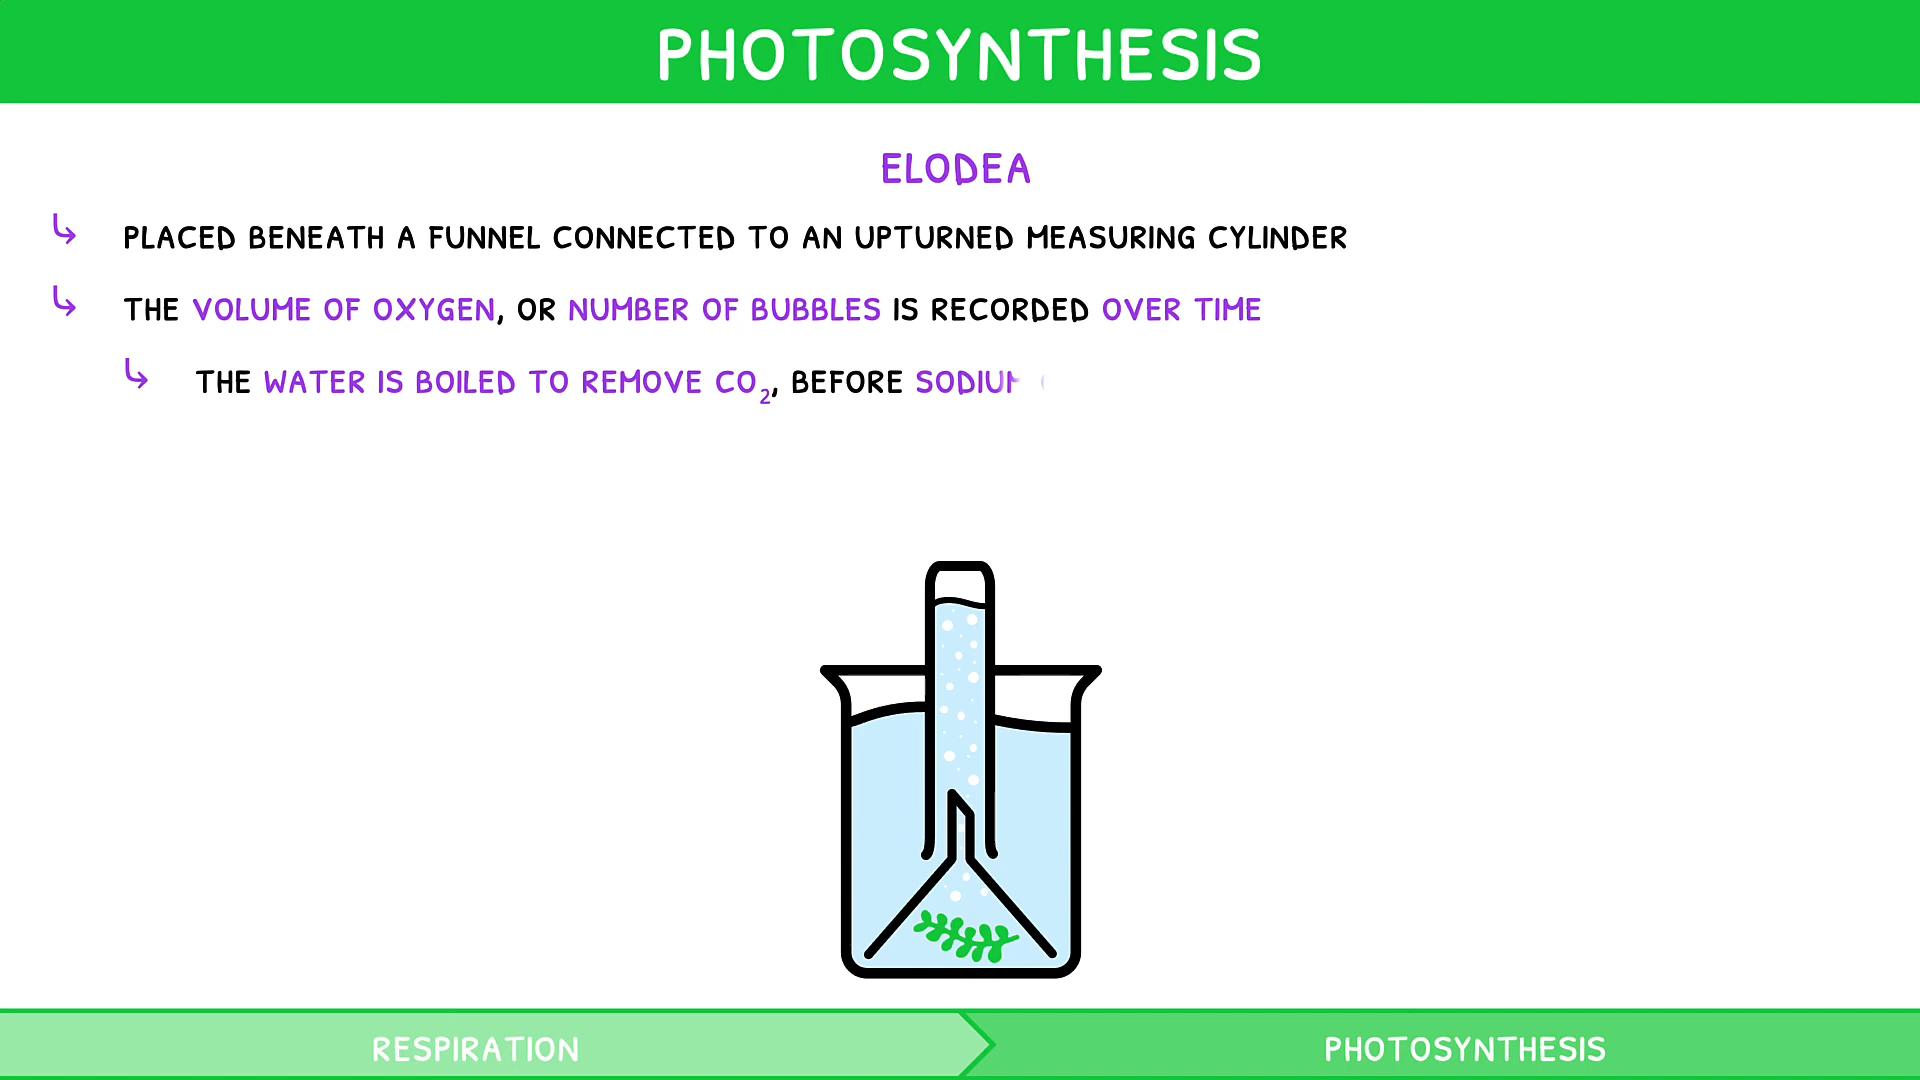 PHOTOSYNTHESIS
ELODEA
↳ PLACED BENEATH A FUNNEL CONNECTED TO AN UPTURNED MEASURING CYLINDER
↳ THE VOLUME OF OXYGEN, OR NUMBER OF BUBBLES IS RECORDED OVER TIME
↳ THE WATER IS BOILED TO REMOVE CO₂, BEFORE
RESPIRATION
PHOTOSYNTHESIS